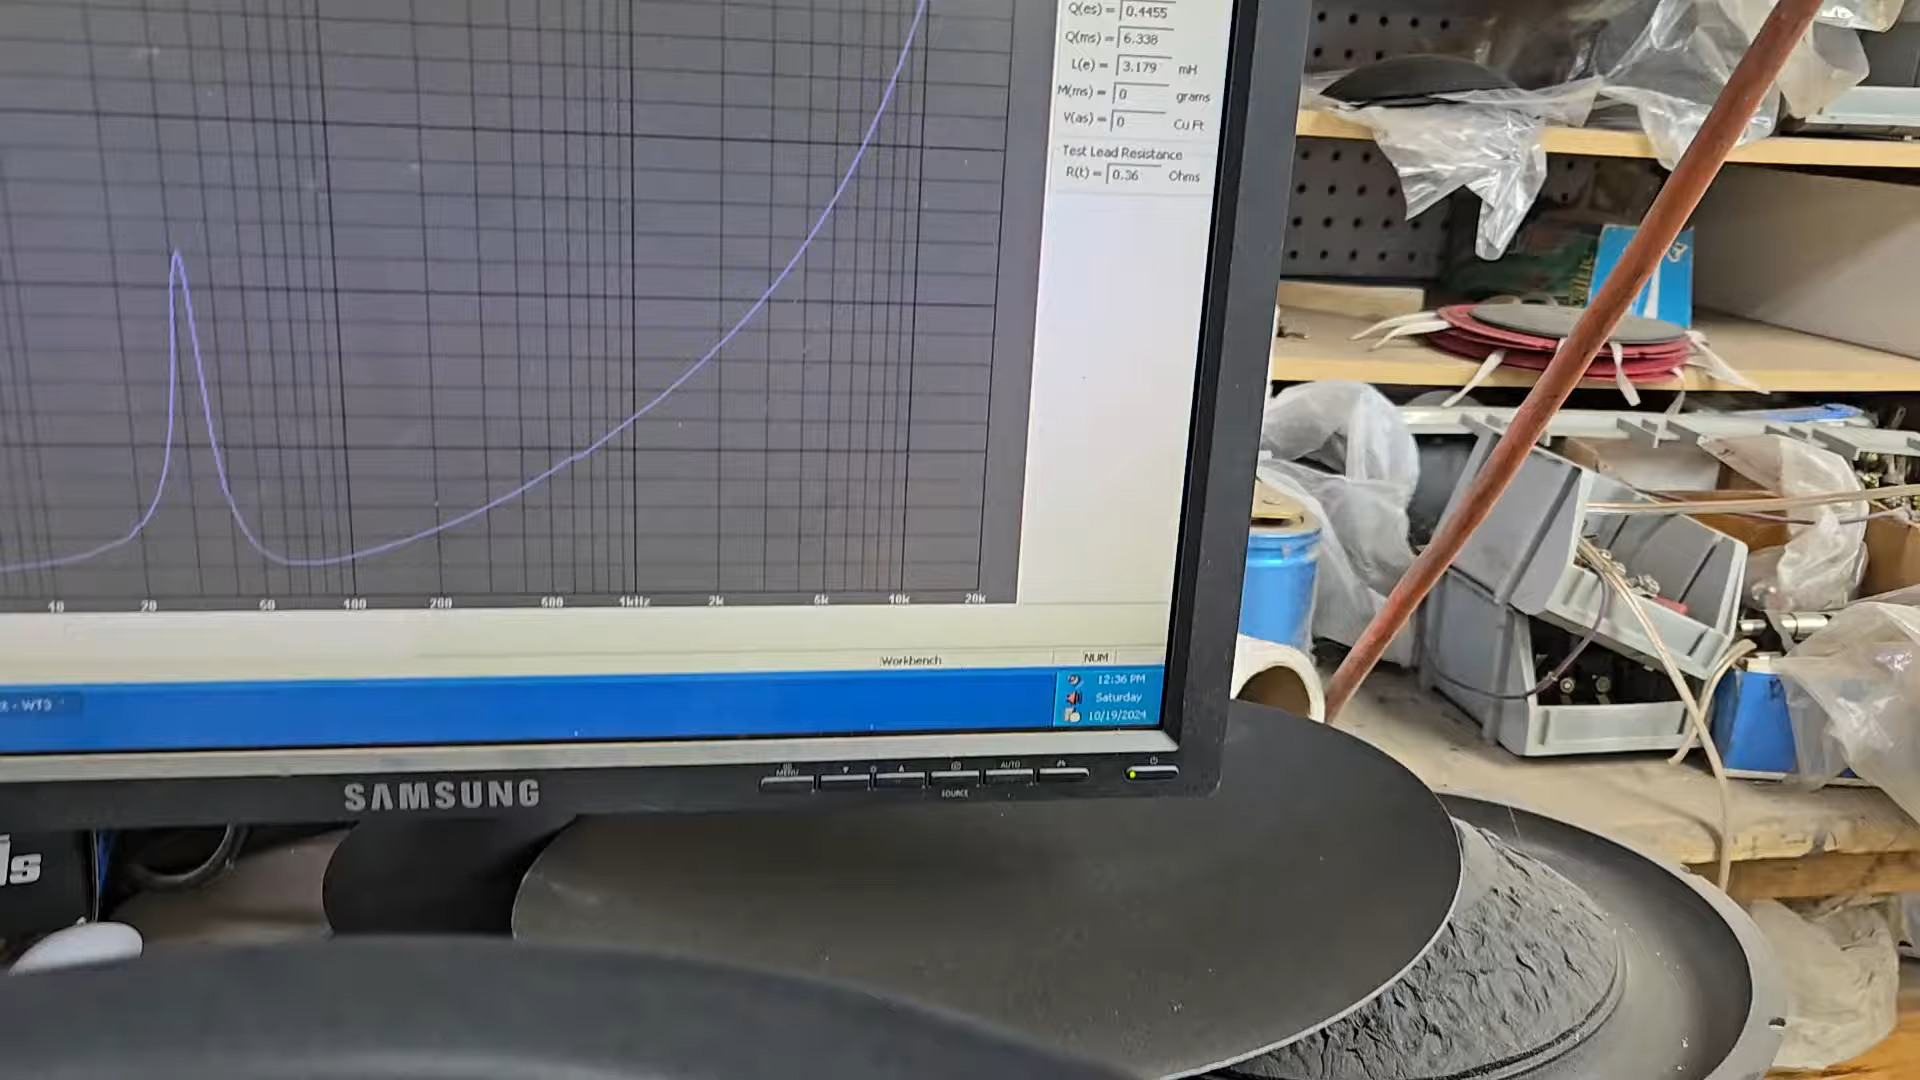 Q(es) = 0.4455
Q(ms) = 6.338
L(e) = 3.179 mH
M(ms) = 0 grams
V(as) = 0 Cu Ft
Test Lead Resistance
R(t) = 0.36 Ohms
10 20 50 100 200 500 1kHz 2k 5k 10k 20k
Workbench NUM
- WT3
12:36 PM
Saturday
10/19/2024
SAMSUNG
MENU
AUTO
SOURCE